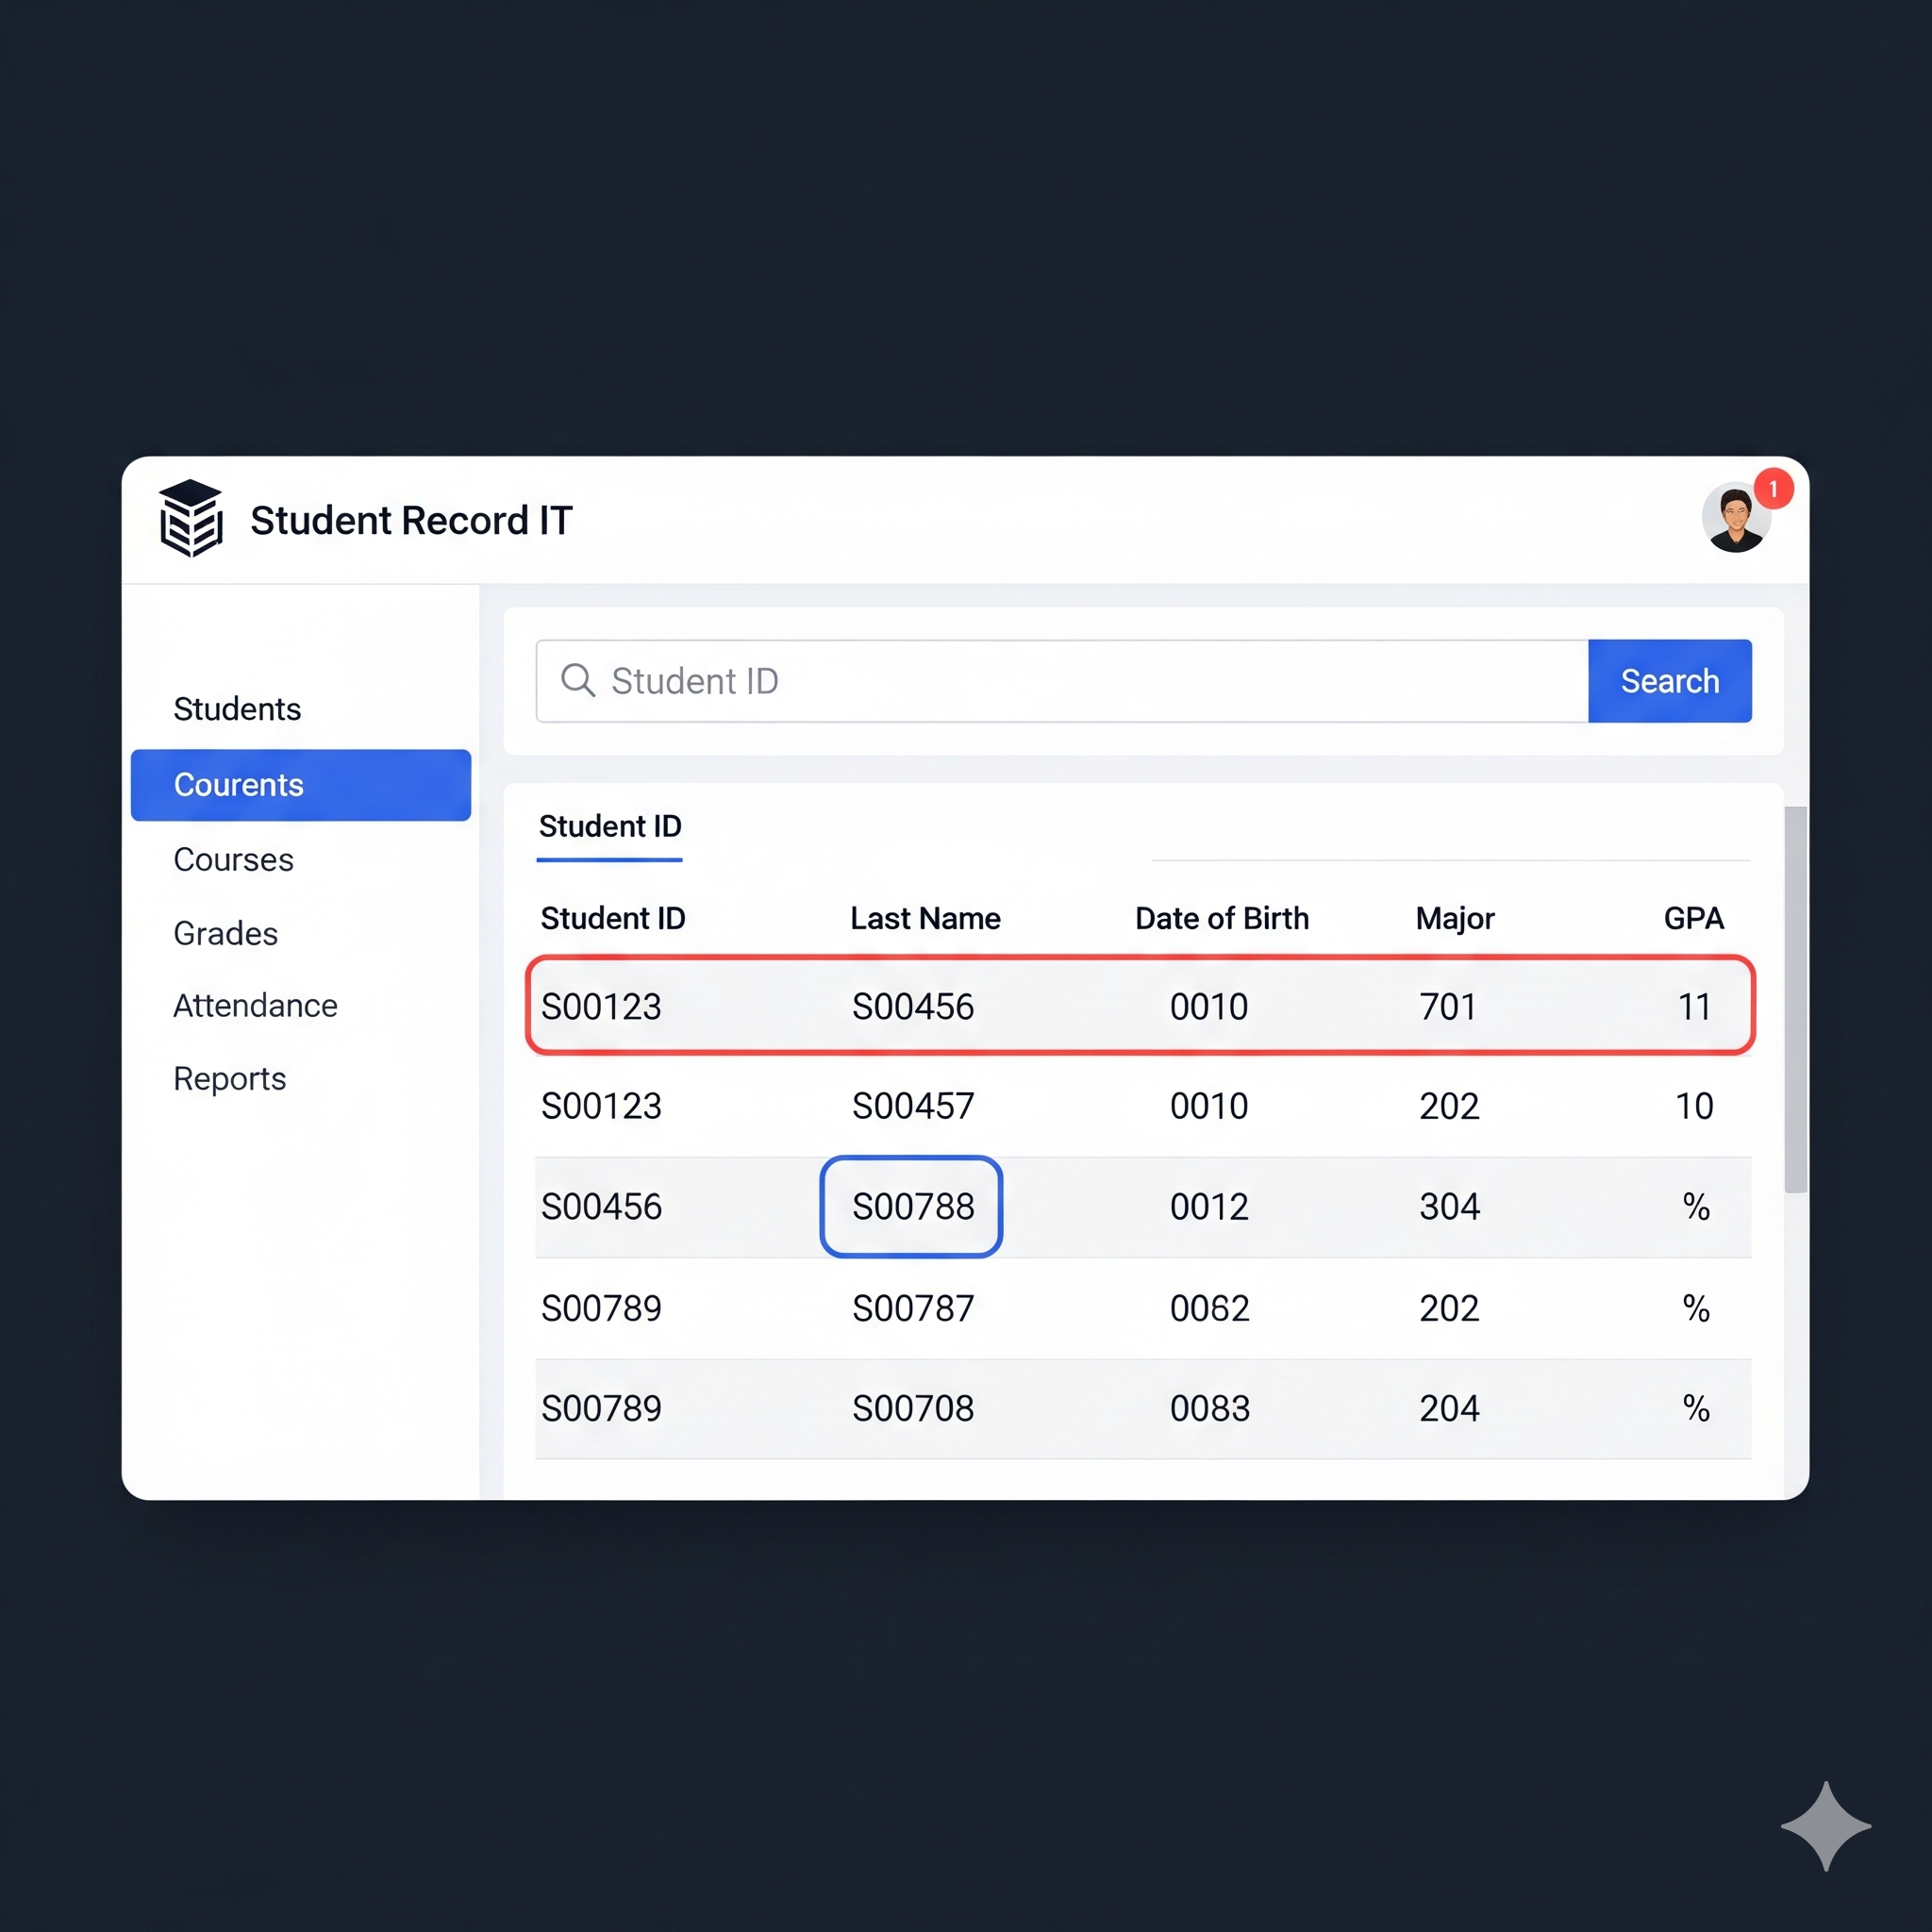 Student Record IT
1
Students
Courents
Courses
Grades
Attendance
Reports
Student ID
Search
Student ID
Student ID Last Name Date of Birth Major GPA
S00123 S00456 0010 701 11
S00123 S00457 0010 202 10
S00456 S00788 0012 304 %
S00789 S00787 0062 202 %
S00789 S00708 0083 204 %